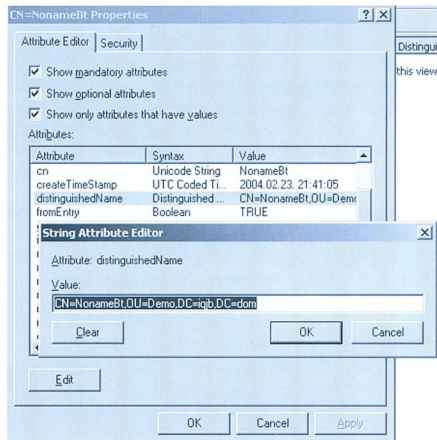 CN=NonameBt Properties
Distingui
this view
Attribute Editor
Security
Show mandatory attributes
Show optional attributes
Show only attributes that have values
Attributes:
Attribute Syntax Value
cn Unicode String NonameBt
createTimeStamp UTC Coded Ti... 2004.02.23. 21:41:05
distinguishedName Distinguished ... CN=NonameBt,OU=Demo
fromEntry Boolean TRUE
String Attribute Editor
Attribute: distinguishedName
Value:
CN=NonameBt,OU=Demo,DC=iqjb,DC=dom
Clear OK Cancel
Edit
OK Cancel Apply